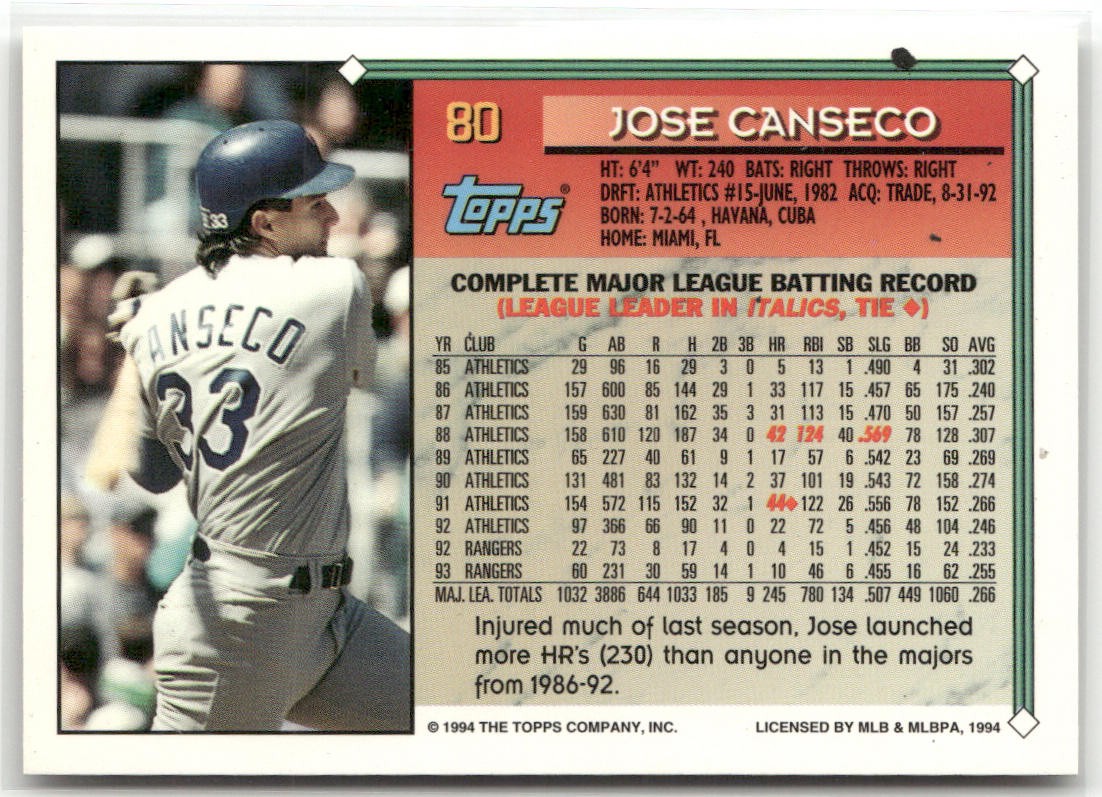 80
JOSE CANSECO
Topps®
HT: 6'4" WT: 240 BATS: RIGHT THROWS: RIGHT
DRFT: ATHLETICS #15-JUNE, 1982 ACQ: TRADE, 8-31-92
BORN: 7-2-64 , HAVANA, CUBA
HOME: MIAMI, FL
33
ANSECO
33
COMPLETE MAJOR LEAGUE BATTING RECORD
(LEAGUE LEADER IN ITALICS, TIE ♦)
YR CLUB G AB R H 2B 3B HR RBI SB SLG BB SO AVG
85 ATHLETICS 29 96 16 29 3 0 5 13 1 .490 4 31 .302
86 ATHLETICS 157 600 85 144 29 1 33 117 15 .457 65 175 .240
87 ATHLETICS 159 630 81 162 35 3 31 113 15 .470 50 157 .257
88 ATHLETICS 158 610 120 187 34 0 42 124 40 .569 78 128 .307
89 ATHLETICS 65 227 40 61 9 1 17 57 6 .542 23 69 .269
90 ATHLETICS 131 481 83 132 14 2 37 101 19 .543 72 158 .274
91 ATHLETICS 154 572 115 152 32 1 44♦ 122 26 .556 78 152 .266
92 ATHLETICS 97 366 66 90 11 0 22 72 5 .456 48 104 .246
92 RANGERS 22 73 8 17 4 0 4 15 1 .452 15 24 .233
93 RANGERS 60 231 30 59 14 1 10 46 6 .455 16 62 .255
MAJ. LEA. TOTALS 1032 3886 644 1033 185 9 245 780 134 .507 449 1060 .266
Injured much of last season, Jose launched
more HR's (230) than anyone in the majors
from 1986-92.
© 1994 THE TOPPS COMPANY, INC. LICENSED BY MLB & MLBPA, 1994